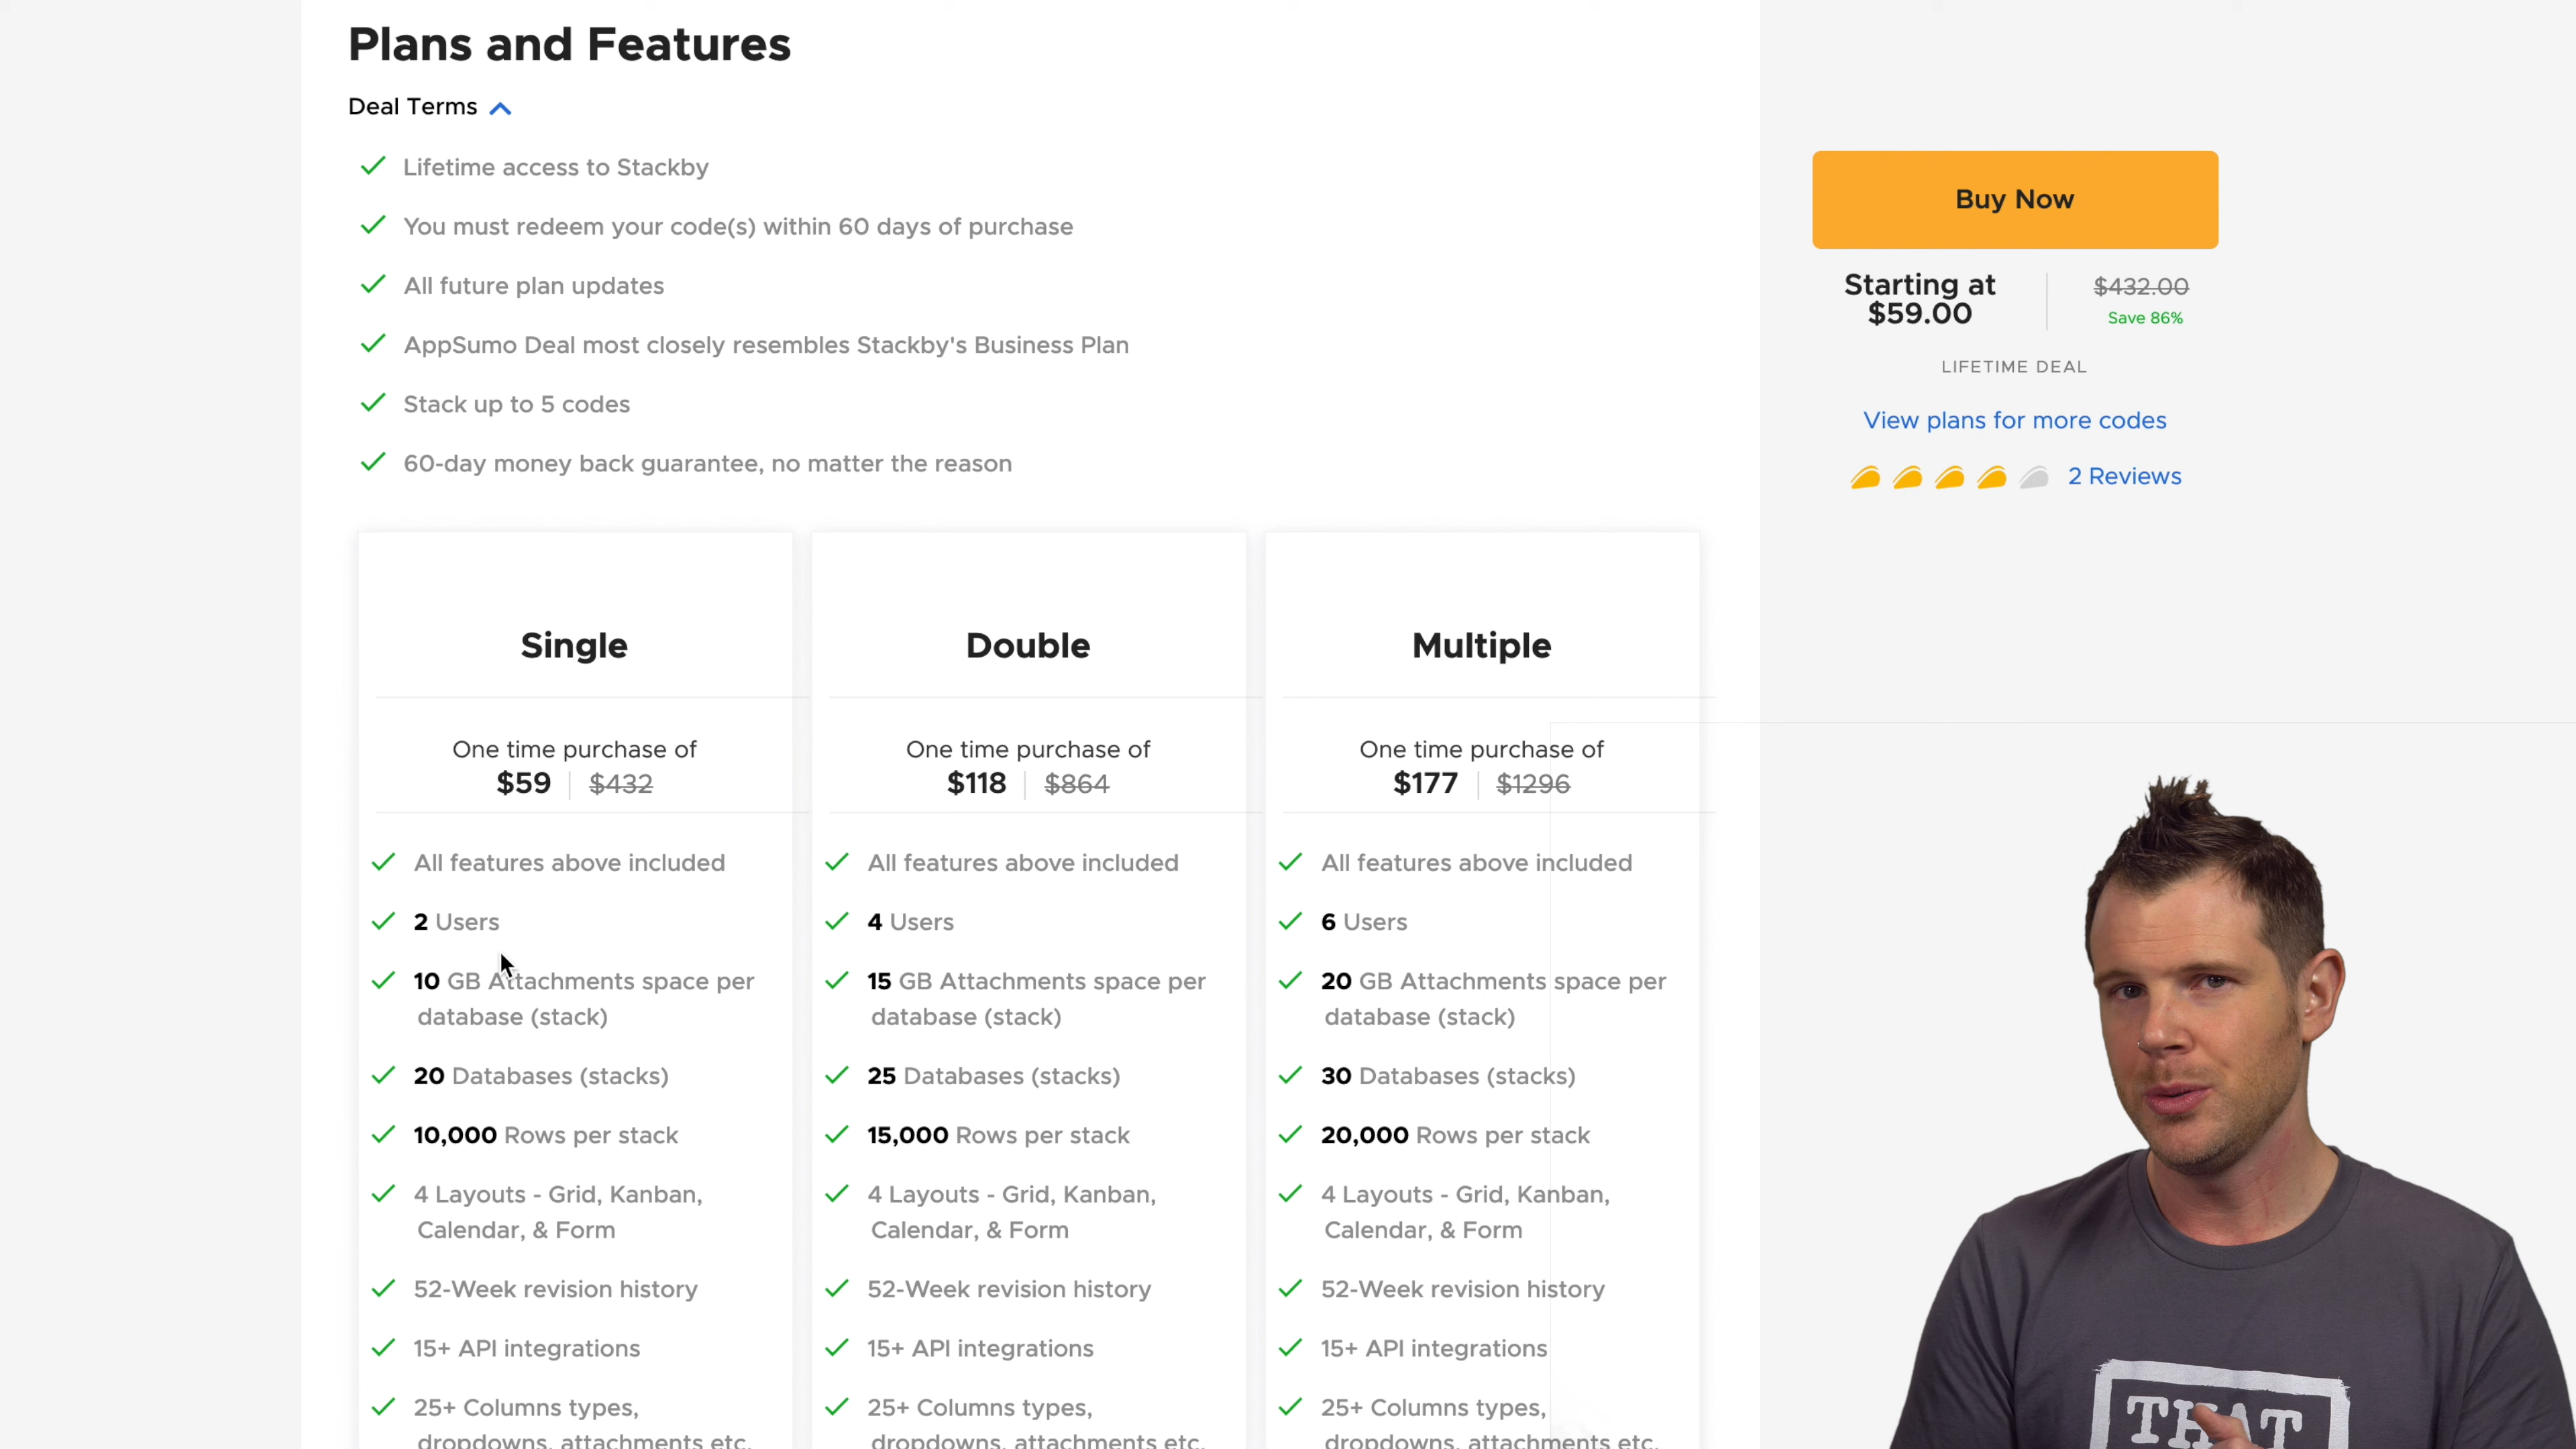 Plans and Features
Deal Terms
Lifetime access to Stackby
You must redeem your code(s) within 60 days of purchase
All future plan updates
AppSumo Deal most closely resembles Stackby's Business Plan
Stack up to 5 codes
60-day money back guarantee, no matter the reason
Buy Now
Starting at
$59.00
$432.00
Save 86%
LIFETIME DEAL
View plans for more codes
2 Reviews
Single
One time purchase of
$59 $432
All features above included
2 Users
10 GB Attachments space per
database (stack)
20 Databases (stacks)
10,000 Rows per stack
4 Layouts - Grid, Kanban,
Calendar, & Form
52-Week revision history
15+ API integrations
25+ Columns types,
dropdowns, attachments etc.
Double
One time purchase of
$118 $864
All features above included
4 Users
15 GB Attachments space per
database (stack)
25 Databases (stacks)
15,000 Rows per stack
4 Layouts - Grid, Kanban,
Calendar, & Form
52-Week revision history
15+ API integrations
25+ Columns types,
dropdowns, attachments etc.
Multiple
One time purchase of
$177 $1296
All features above included
6 Users
20 GB Attachments space per
database (stack)
30 Databases (stacks)
20,000 Rows per stack
4 Layouts - Grid, Kanban,
Calendar, & Form
52-Week revision history
15+ API integrations
25+ Columns types,
dropdowns, attachments etc.
THAT